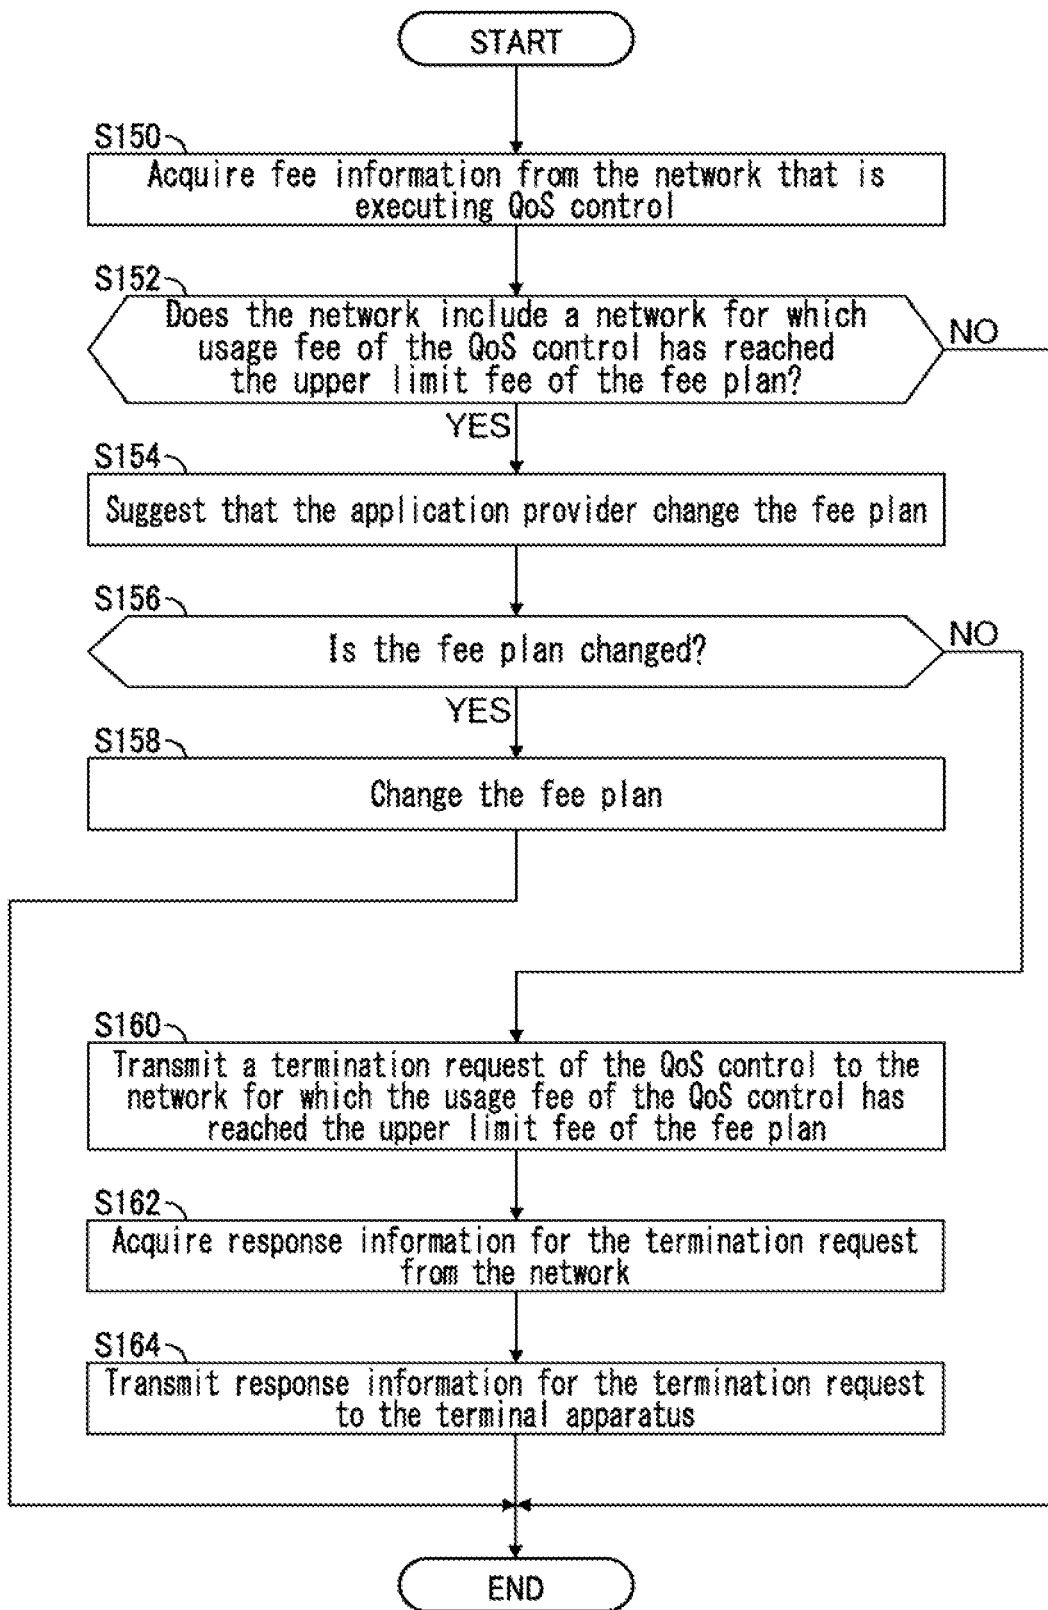 START
S150
Acquire fee information from the network that is
executing QoS control
S152
Does the network include a network for which
usage fee of the QoS control has reached
the upper limit fee of the fee plan?
NO
YES
S154
Suggest that the application provider change the fee plan
S156
Is the fee plan changed?
NO
YES
S158
Change the fee plan
S160
Transmit a termination request of the QoS control to the
network for which the usage fee of the QoS control has
reached the upper limit fee of the fee plan
S162
Acquire response information for the termination request
from the network
S164
Transmit response information for the termination request
to the terminal apparatus
END